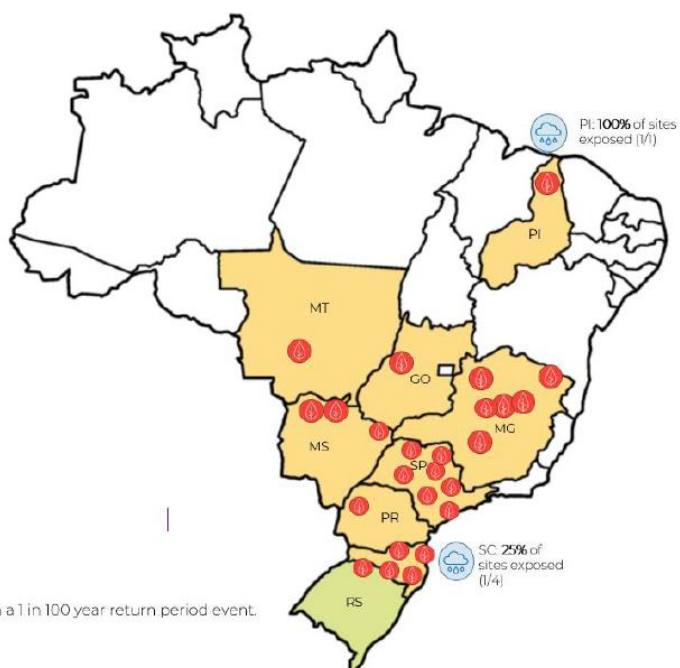 PI: 100% of sites
exposed (1/1)
PI
MT
GO
MG
MS
SP
PR
SC: 25% of
sites exposed
(1/4)
RS
a 1 in 100 year return period event.